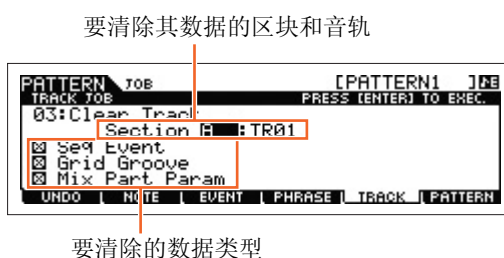 要清除其数据的区块和音轨
PATTERN JOB [PATTERN1 ]
TRACK JOB PRESS [ENTER] TO EXEC.
03:Clear Track
Section A :TR01
Seq Event
Grid Groove
Mix Part Param
UNDO NOTE EVENT PHRASE TRACK PATTERN
要清除的数据类型